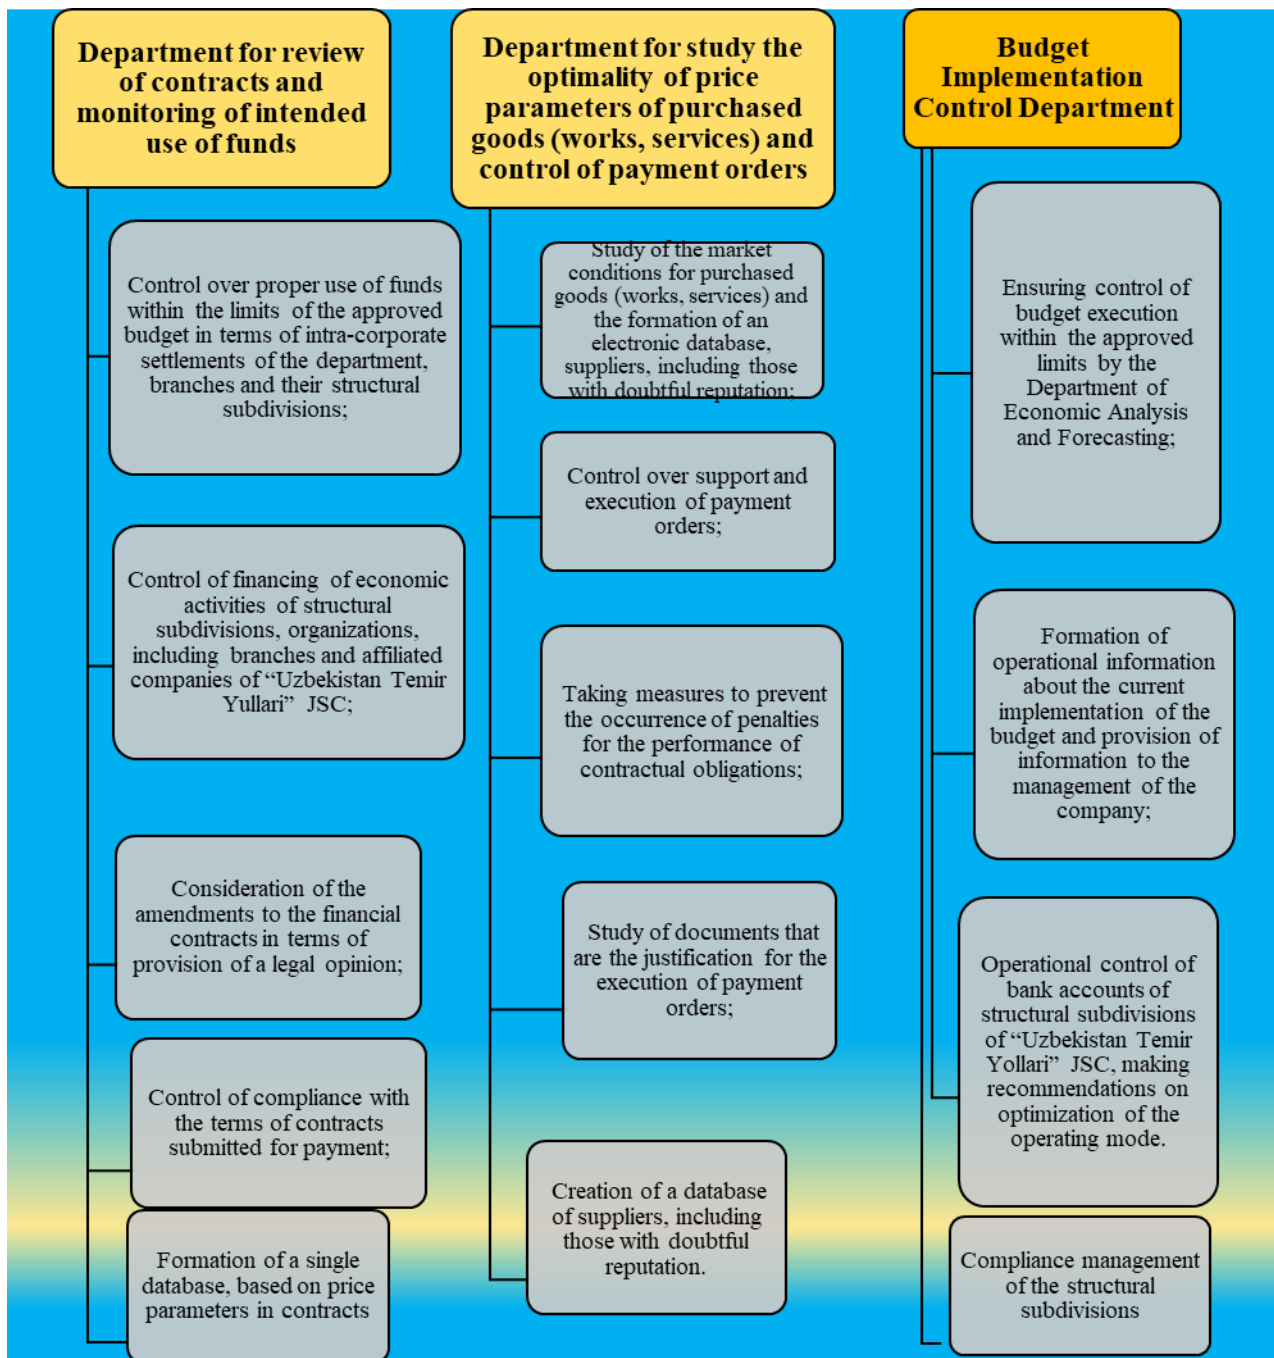 Department for review
of contracts and
monitoring of intended
use of funds
Control over proper use of funds
within the limits of the approved
budget in terms of intra-corporate
settlements of the department,
branches and their structural
subdivisions;
Control of financing of economic
activities of structural
subdivisions, organizations,
including branches and affiliated
companies of “Uzbekistan Temir
Yullari” JSC;
Consideration of the
amendments to the financial
contracts in terms of
provision of a legal opinion;
Control of compliance with
the terms of contracts
submitted for payment;
Formation of a single
database, based on price
parameters in contracts
Department for study the
optimality of price
parameters of purchased
goods (works, services) and
control of payment orders
Study of the market
conditions for purchased
goods (works, services) and
the formation of an
electronic database,
suppliers, including those
with doubtful reputation;
Control over support and
execution of payment
orders;
Taking measures to prevent
the occurrence of penalties
for the performance of
contractual obligations;
Study of documents that
are the justification for the
execution of payment
orders;
Creation of a database
of suppliers, including
those with doubtful
reputation.
Budget
Implementation
Control Department
Ensuring control of
budget execution
within the approved
limits by the
Department of
Economic Analysis
and Forecasting;
Formation of
operational information
about the current
implementation of the
budget and provision of
information to the
management of the
company;
Operational control of
bank accounts of
structural subdivisions
of “Uzbekistan Temir
Yollari” JSC, making
recommendations on
optimization of the
operating mode.
Compliance management
of the structural
subdivisions